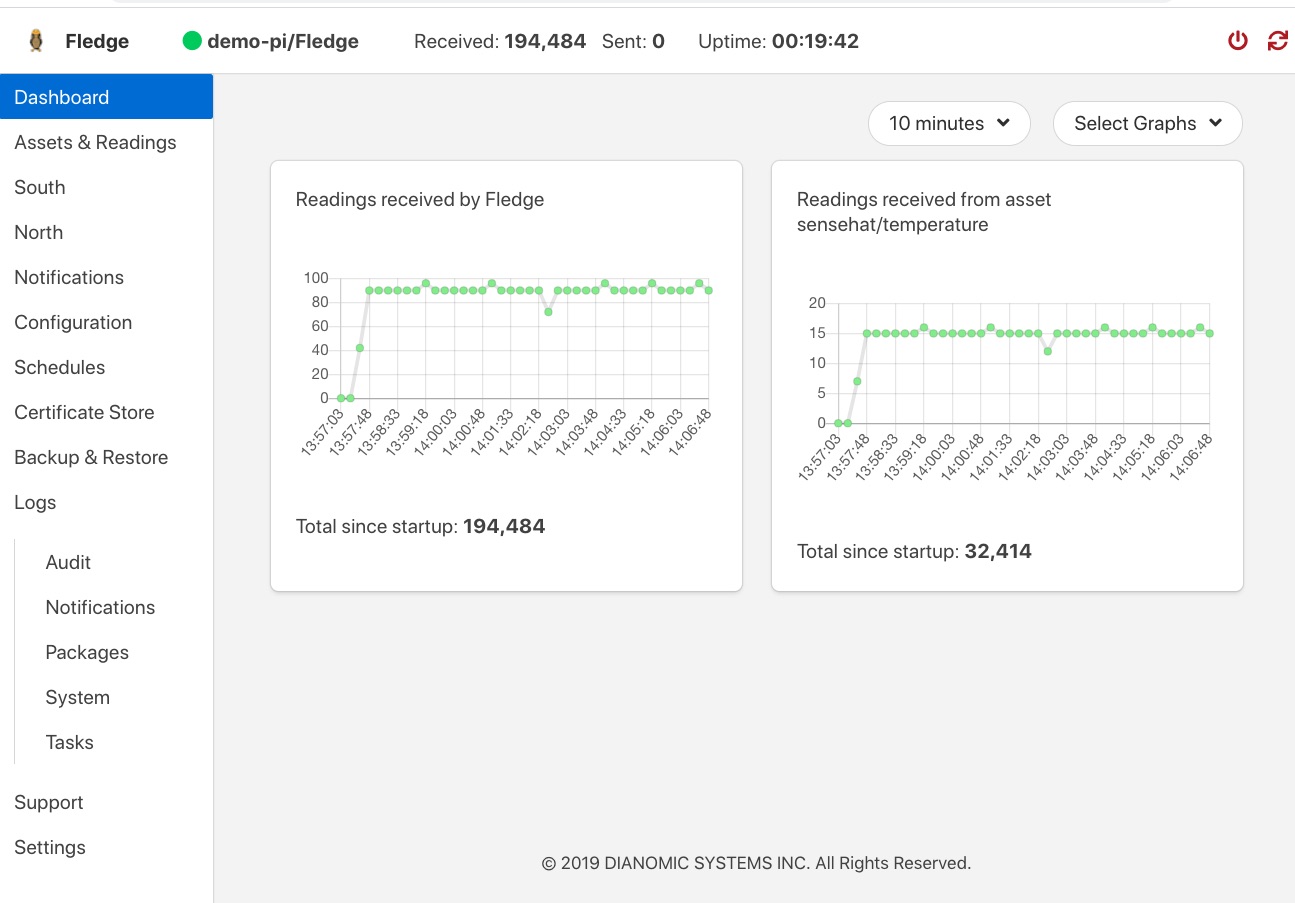 Fledge
demo-pi/Fledge
Received: 194,484 Sent: 0 Uptime: 00:19:42
Dashboard
Assets & Readings
South
North
Notifications
Configuration
Schedules
Certificate Store
Backup & Restore
Logs
Audit
Notifications
Packages
System
Tasks
Support
Settings
10 minutes
Select Graphs
Readings received by Fledge
100
80
60
40
20
0
13:57:03
13:57:48
13:58:33
13:59:18
14:00:03
14:00:48
14:01:33
14:02:18
14:03:03
14:03:48
14:04:33
14:05:18
14:06:03
14:06:48
Total since startup: 194,484
Readings received from asset
sensehat/temperature
20
15
10
5
0
13:57:03
13:57:48
13:58:33
13:59:18
14:00:03
14:00:48
14:01:33
14:02:18
14:03:03
14:03:48
14:04:33
14:05:18
14:06:03
14:06:48
Total since startup: 32,414
© 2019 DIANOMIC SYSTEMS INC. All Rights Reserved.